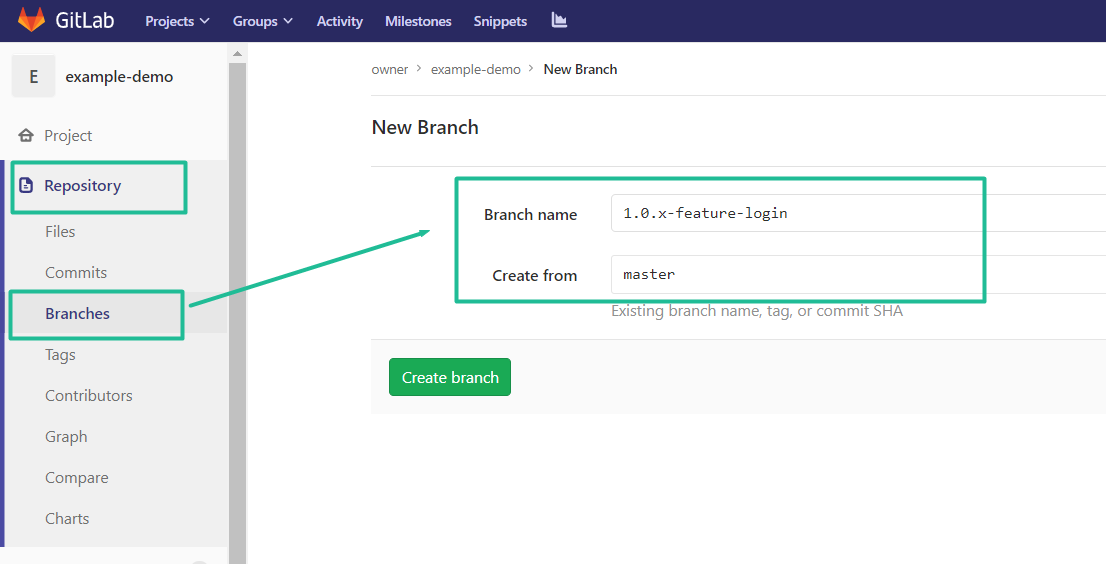 GitLab Projects Groups Activity Milestones Snippets
E example-demo
Project
Repository
Files
Commits
Branches
Tags
Contributors
Graph
Compare
Charts
owner > example-demo > New Branch
New Branch
Branch name 1.0.x-feature-login
Create from master
Existing branch name, tag, or commit SHA
Create branch